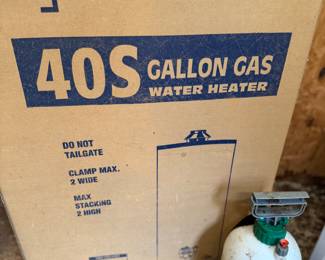 40S GALLON GAS
WATER HEATER
DO NOT
TAILGATE
CLAMP MAX.
2 WIDE
MAX
STACKING
2 HIGH